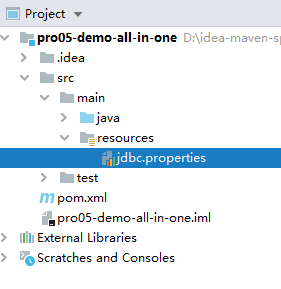 Project
pro05-demo-all-in-one D:\idea-maven-sp
.idea
src
main
java
resources
jdbc.properties
test
pom.xml
pro05-demo-all-in-one.iml
External Libraries
Scratches and Consoles